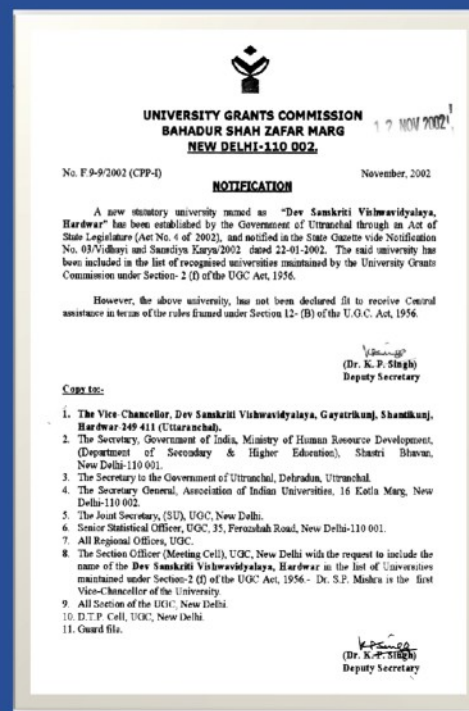 UNIVERSITY GRANTS COMMISSION
BAHADUR SHAH ZAFAR MARG
NEW DELHI-110 002.
12 NOV 2002
No. F.9-9/2002 (CPP-I) November, 2002
NOTIFICATION
A new statutory university named as "Dev Sanskriti Vishwavidyalaya,
Hardwar" has been established by the Government of Uttranchal through an Act of
State Legislature (Act No. 4 of 2002), and notified in the State Gazette vide Notification
No. 03/Vidhayi and Sansdiya Karya/2002 dated 22-01-2002. The said university has
been included in the list of recognised universities maintained by the University Grants
Commission under Section- 2 (f) of the UGC Act, 1956.
However, the above university, has not been declared fit to receive Central
assistance in terms of the rules framed under Section 12- (B) of the U.G.C. Act, 1956.
(Dr. K. P. Singh)
Deputy Secretary
Copy to:-
1. The Vice-Chancellor, Dev Sanskriti Vishwavidyalaya, Gayatrikunj, Shantikunj,
Hardwar-249 411 (Uttaranchal).
2. The Secretary, Government of India, Ministry of Human Resource Development,
(Department of Secondary & Higher Education), Shastri Bhavan,
New Delhi-110 001.
3. The Secretary to the Government of Uttranchal, Dehradun, Uttranchal.
4. The Secretary General, Association of Indian Universities, 16 Kotla Marg, New
Delhi-110 002.
5. The Joint Secretary, (SU), UGC, New Delhi.
6. Senior Statistical Officer, UGC, 35, Ferozshah Road, New Delhi-110 001.
7. All Regional Offices, UGC.
8. The Section Officer (Meeting Cell), UGC, New Delhi with the request to include the
name of the Dev Sanskriti Vishwavidyalaya, Hardwar in the list of Universities
maintained under Section-2 (f) of the UGC Act, 1956.- Dr. S.P. Mishra is the first
Vice-Chancellor of the University.
9. All Section of the UGC, New Delhi.
10. D.T.P. Cell, UGC, New Delhi.
11. Guard file.
(Dr. K. P. Singh)
Deputy Secretary